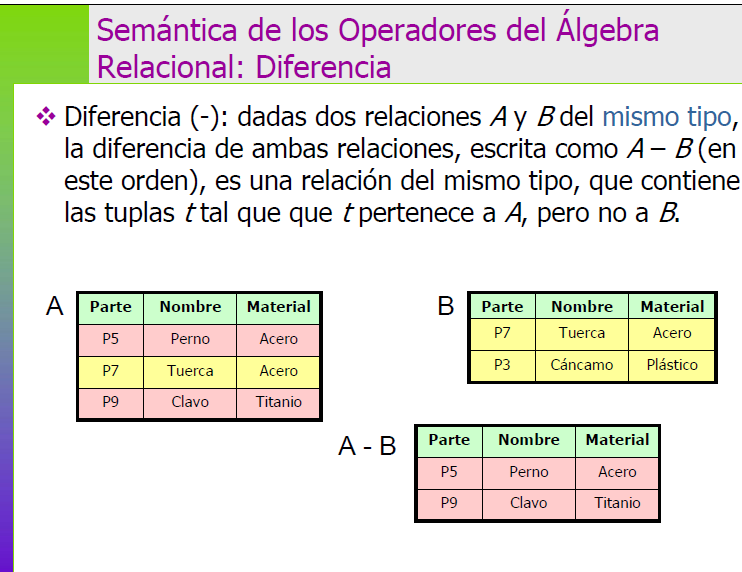 Semántica de los Operadores del Álgebra
Relacional: Diferencia
❖ Diferencia (-): dadas dos relaciones A y B del mismo tipo,
la diferencia de ambas relaciones, escrita como A – B (en
este orden), es una relación del mismo tipo, que contiene
las tuplas t tal que que t pertenece a A, pero no a B.
A
Parte Nombre Material
P5 Perno Acero
P7 Tuerca Acero
P9 Clavo Titanio
B
Parte Nombre Material
P7 Tuerca Acero
P3 Cáncamo Plástico
A - B
Parte Nombre Material
P5 Perno Acero
P9 Clavo Titanio